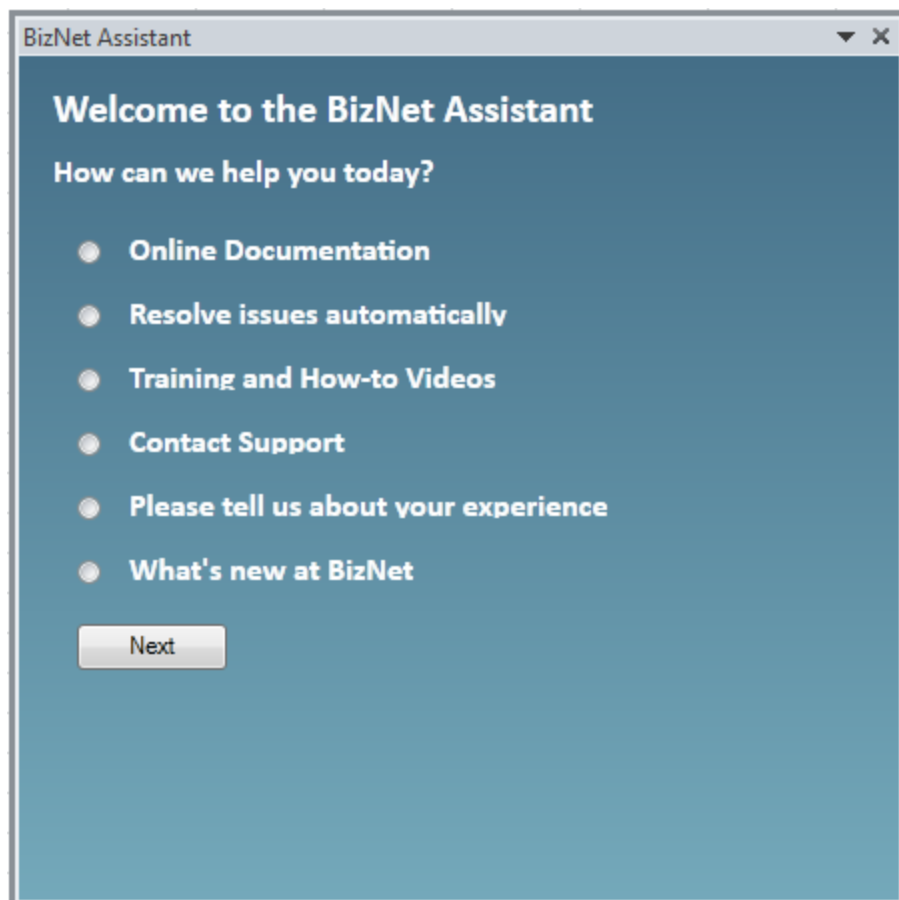 BizNet Assistant
Welcome to the BizNet Assistant
How can we help you today?
Online Documentation
Resolve issues automatically
Training and How-to Videos
Contact Support
Please tell us about your experience
What's new at BizNet
Next